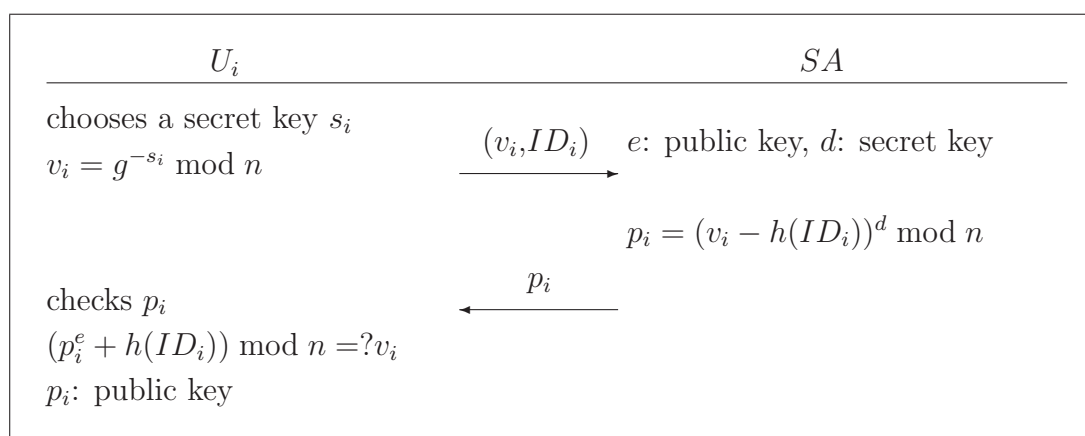 U_i SA
chooses a secret key s_i
(v_i,ID_i) e: public key, d: secret key
v_i = g^{-s_i} mod n
p_i = (v_i − h(ID_i))^d mod n
p_i
checks p_i
(p_i^e + h(ID_i)) mod n =?v_i
p_i: public key